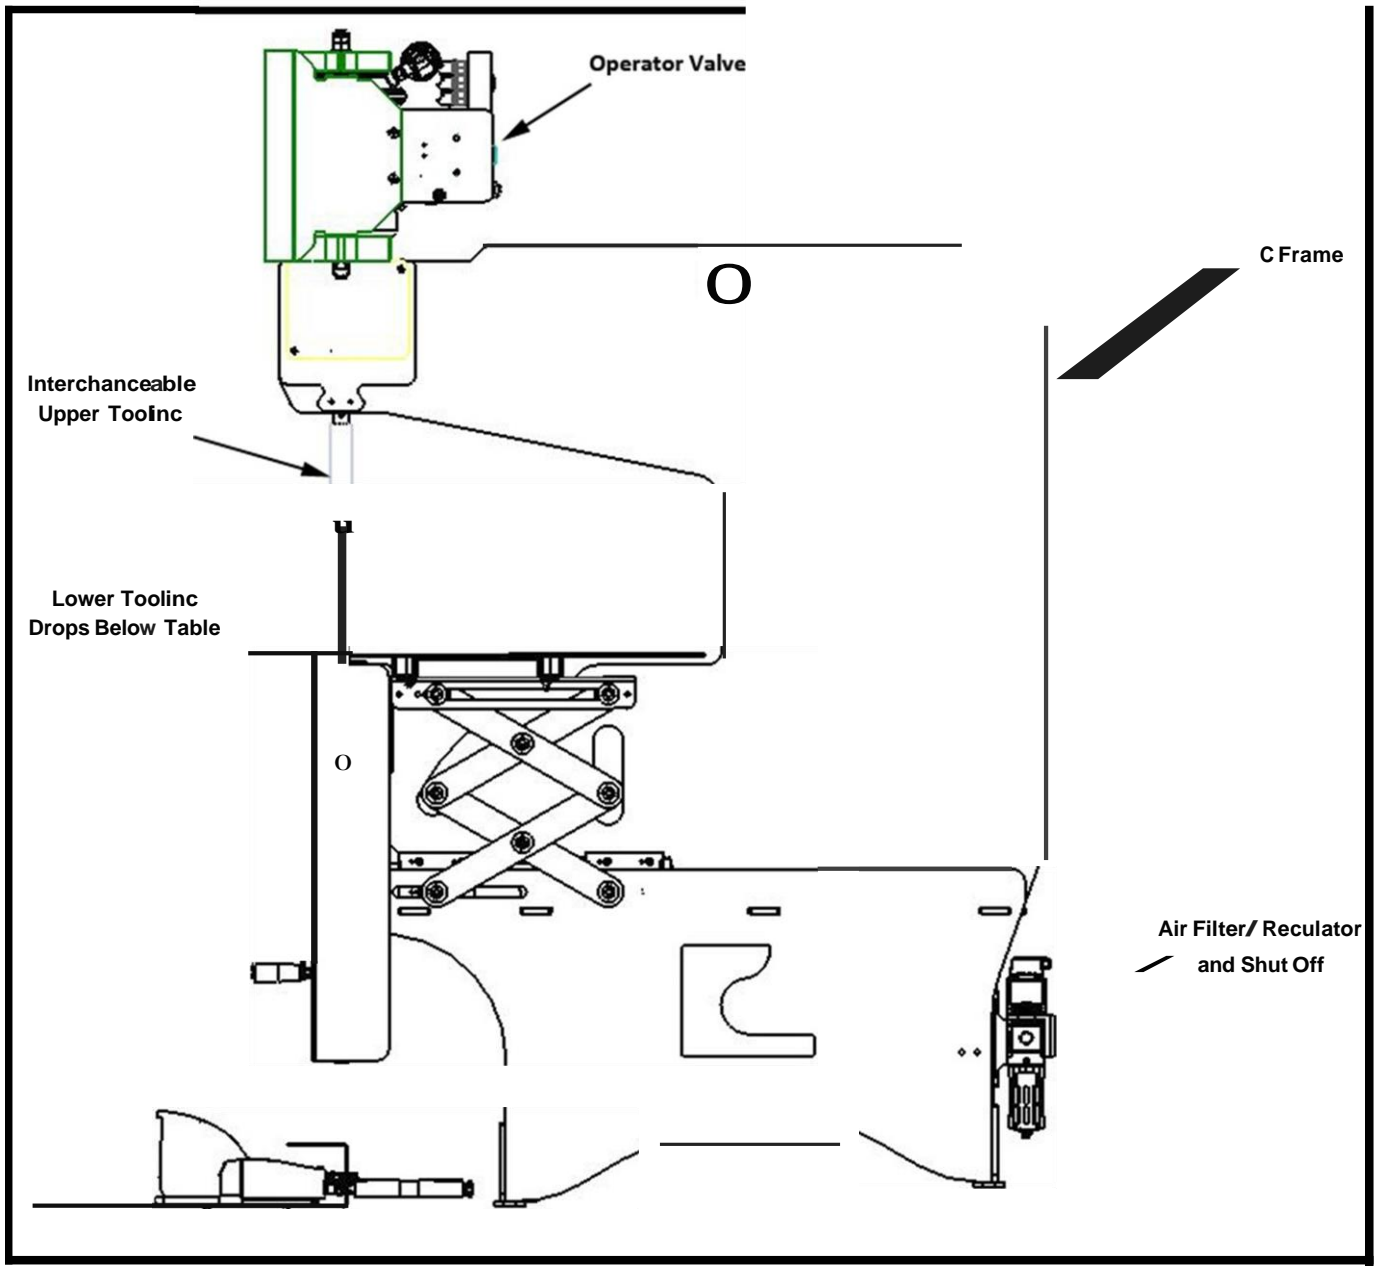 Operator Valve
C Frame
O
Interchanceable
Upper Toolinc
Lower Toolinc
Drops Below Table
O
Air Filter/ Reculator
and Shut Off